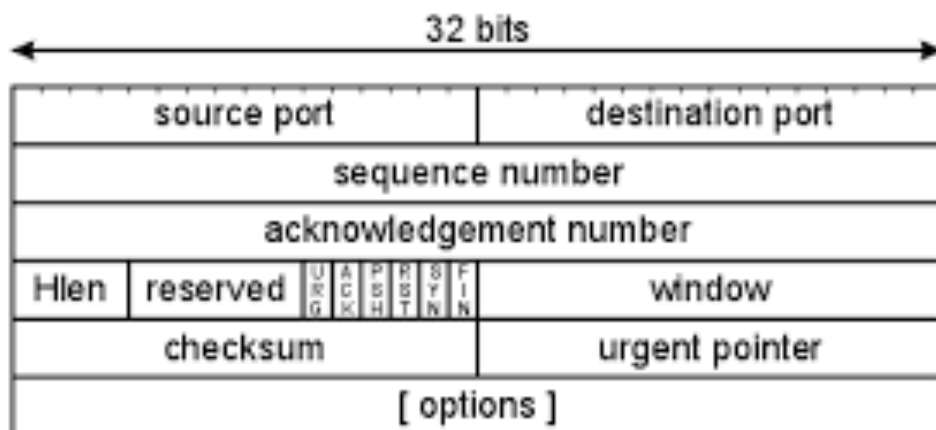 32 bits
source port destination port
sequence number
acknowledgement number
Hlen reserved URG ACK PSH RST SYN FIN window
checksum urgent pointer
[ options ]